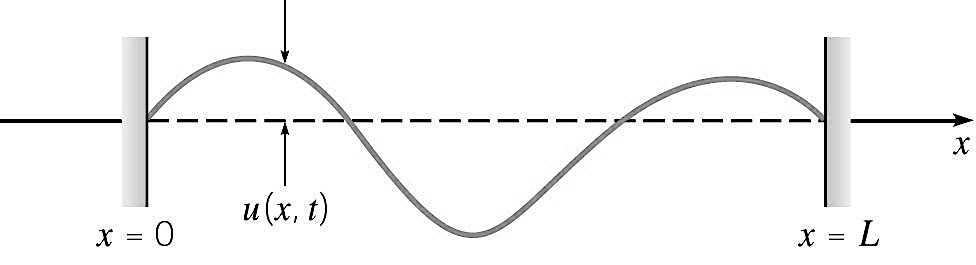 x
u(x, t)
x = 0
x = L